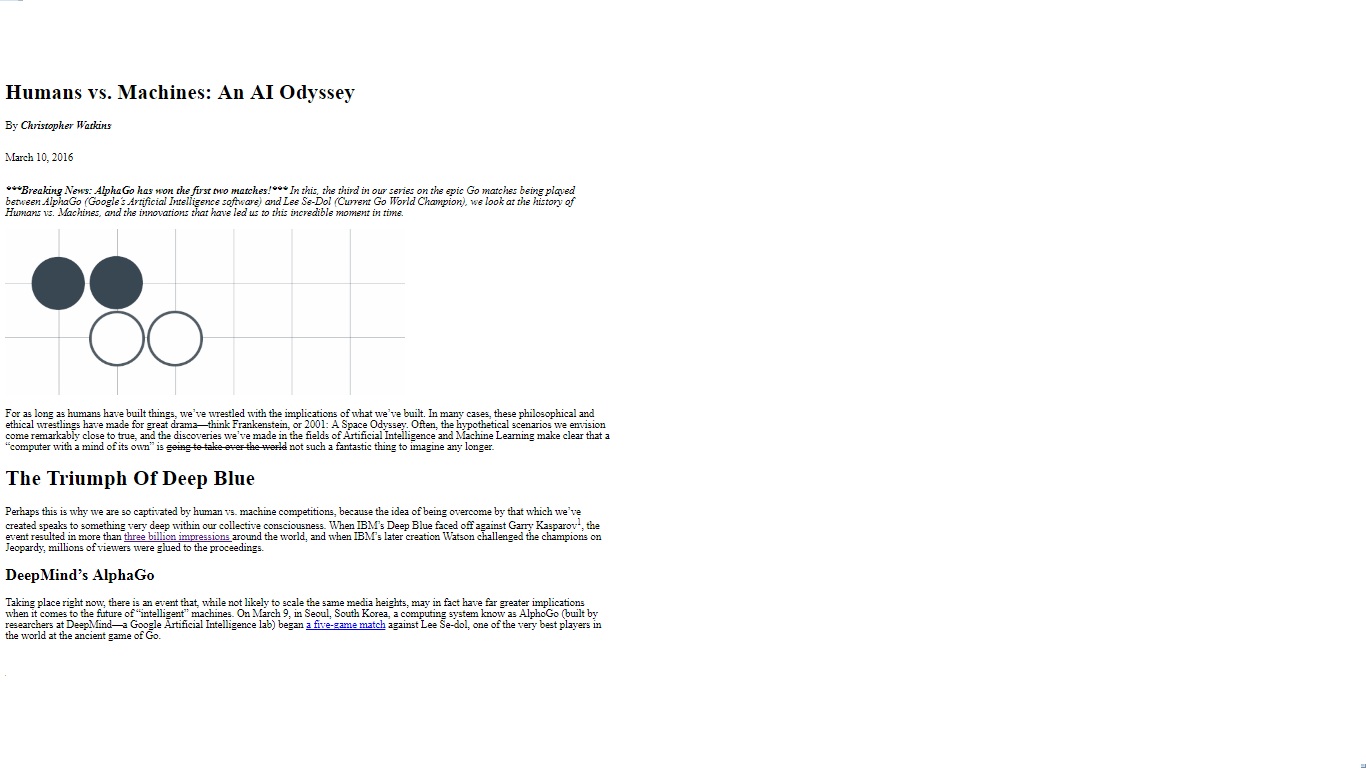 Humans vs. Machines: An AI Odyssey
By Christopher Watkins
March 10, 2016
***Breaking News: AlphaGo has won the first two matches!*** In this, the third in our series on the epic Go matches being played
between AlphaGo (Google's Artificial Intelligence software) and Lee Se-Dol (Current Go World Champion), we look at the history of
Humans vs. Machines, and the innovations that have led us to this incredible moment in time.
For as long as humans have built things, we've wrestled with the implications of what we've built. In many cases, these philosophical and
ethical wrestlings have made for great drama—think Frankenstein, or 2001: A Space Odyssey. Often, the hypothetical scenarios we envision
come remarkably close to true, and the discoveries we've made in the fields of Artificial Intelligence and Machine Learning make clear that a
“computer with a mind of its own” is going to take over the world not such a fantastic thing to imagine any longer.
The Triumph Of Deep Blue
Perhaps this is why we are so captivated by human vs. machine competitions, because the idea of being overcome by that which we've
created speaks to something very deep within our collective consciousness. When IBM's Deep Blue faced off against Garry Kasparov1, the
event resulted in more than three billion impressions around the world, and when IBM's later creation Watson challenged the champions on
Jeopardy, millions of viewers were glued to the proceedings.
DeepMind's AlphaGo
Taking place right now, there is an event that, while not likely to scale the same media heights, may in fact have far greater implications
when it comes to the future of “intelligent” machines. On March 9, in Seoul, South Korea, a computing system know as AlphoGo (built by
researchers at DeepMind—a Google Artificial Intelligence lab) began a five-game match against Lee Se-dol, one of the very best players in
the world at the ancient game of Go.